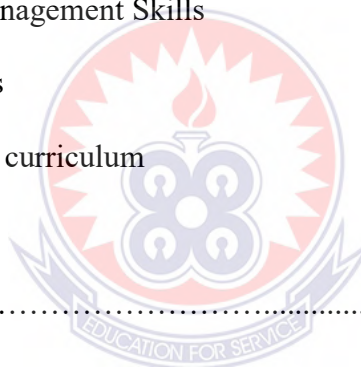 nagement Skills
s
curriculum
……………………………............
EDUCATION FOR SERVICE